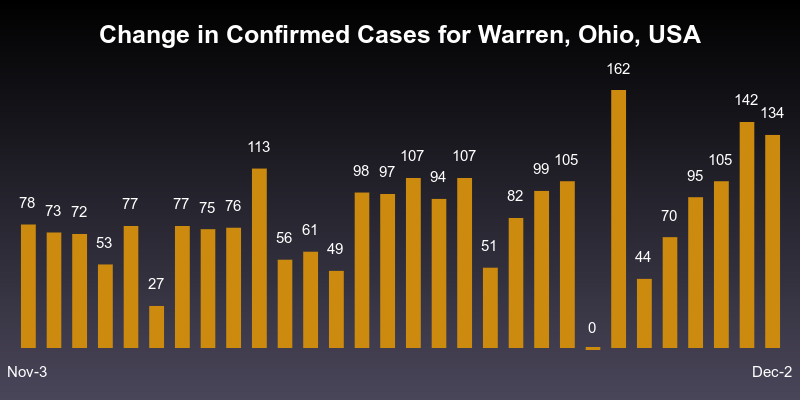 Change in Confirmed Cases for Warren, Ohio, USA
78 73 72 53 77 27 77 75 76 113 56 61 49 98 97 107 94 107 51 82 99 105 0 162 44 70 95 105 142 134
Nov-3 Dec-2